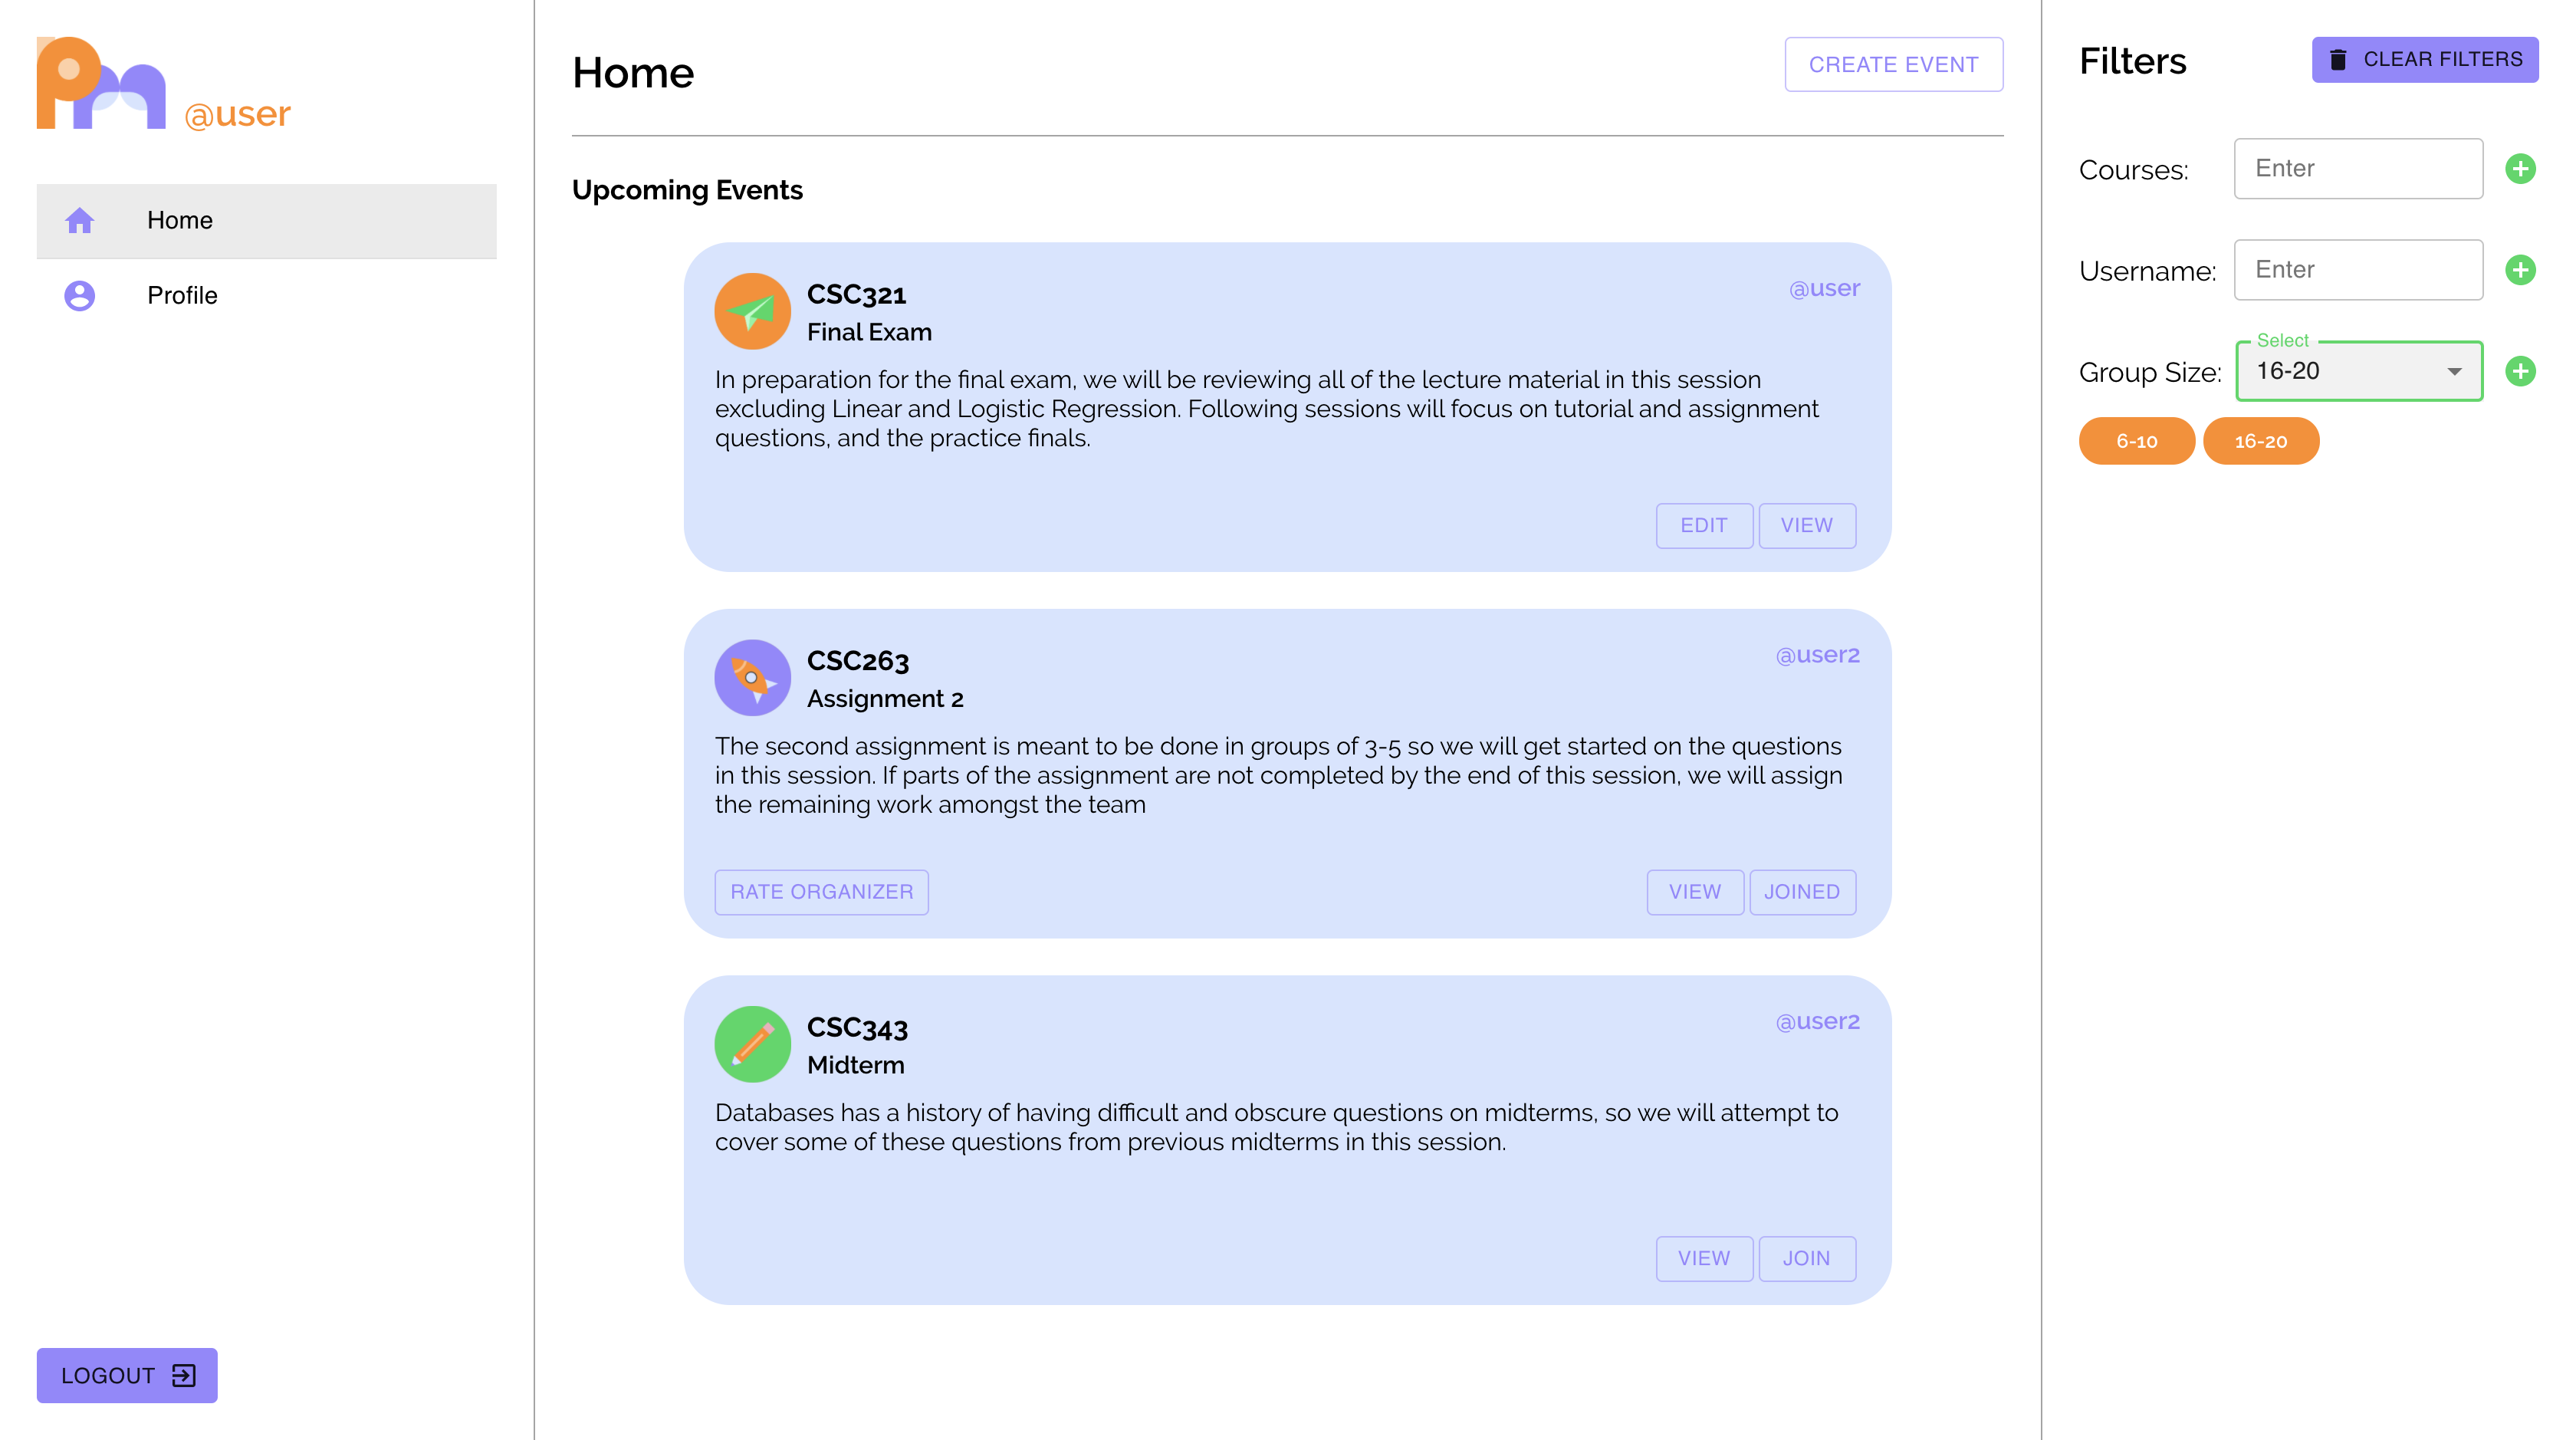 pm @user
Home
Profile
LOGOUT
Home
CREATE EVENT
Upcoming Events
CSC321
@user
Final Exam
In preparation for the final exam, we will be reviewing all of the lecture material in this session
excluding Linear and Logistic Regression. Following sessions will focus on tutorial and assignment
questions, and the practice finals.
EDIT VIEW
CSC263
@user2
Assignment 2
The second assignment is meant to be done in groups of 3-5 so we will get started on the questions
in this session. If parts of the assignment are not completed by the end of this session, we will assign
the remaining work amongst the team
RATE ORGANIZER VIEW JOINED
CSC343
@user2
Midterm
Databases has a history of having difficult and obscure questions on midterms, so we will attempt to
cover some of these questions from previous midterms in this session.
VIEW JOIN
Filters
CLEAR FILTERS
Courses: Enter
Username: Enter
Select
Group Size: 16-20
6-10 16-20